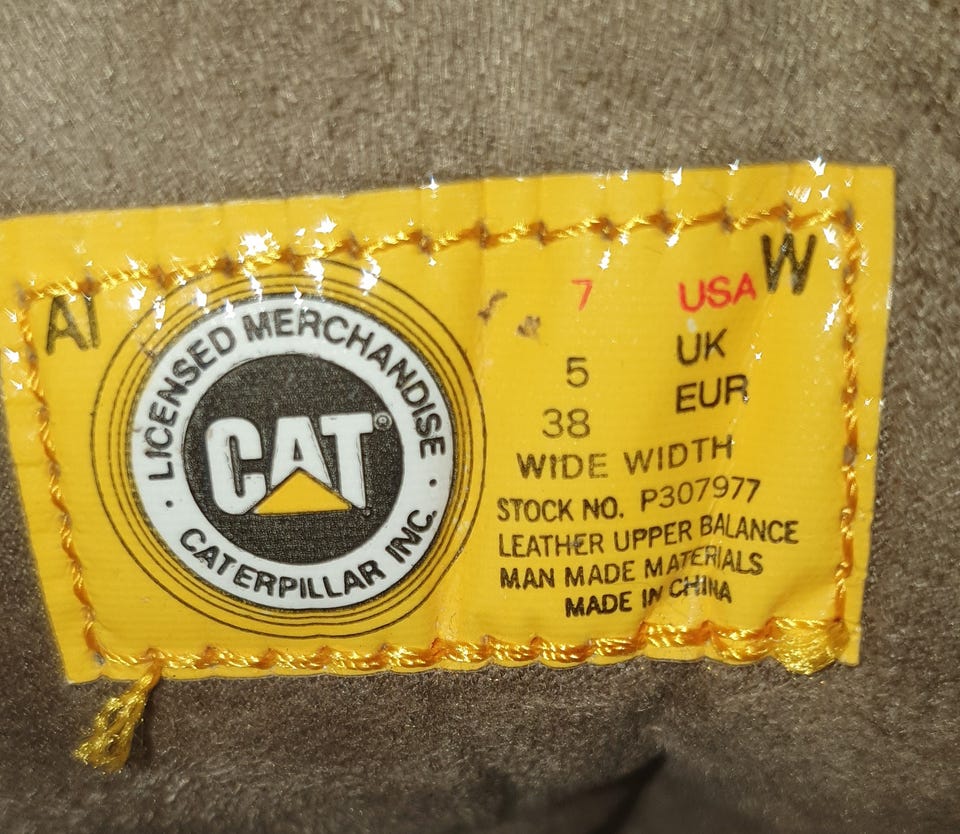 AI
LICENSED MERCHANDISE
CAT®
· CATERPILLAR INC. ·
7 USA W
5 UK
38 EUR
WIDE WIDTH
STOCK NO. P307977
LEATHER UPPER BALANCE
MAN MADE MATERIALS
MADE IN CHINA